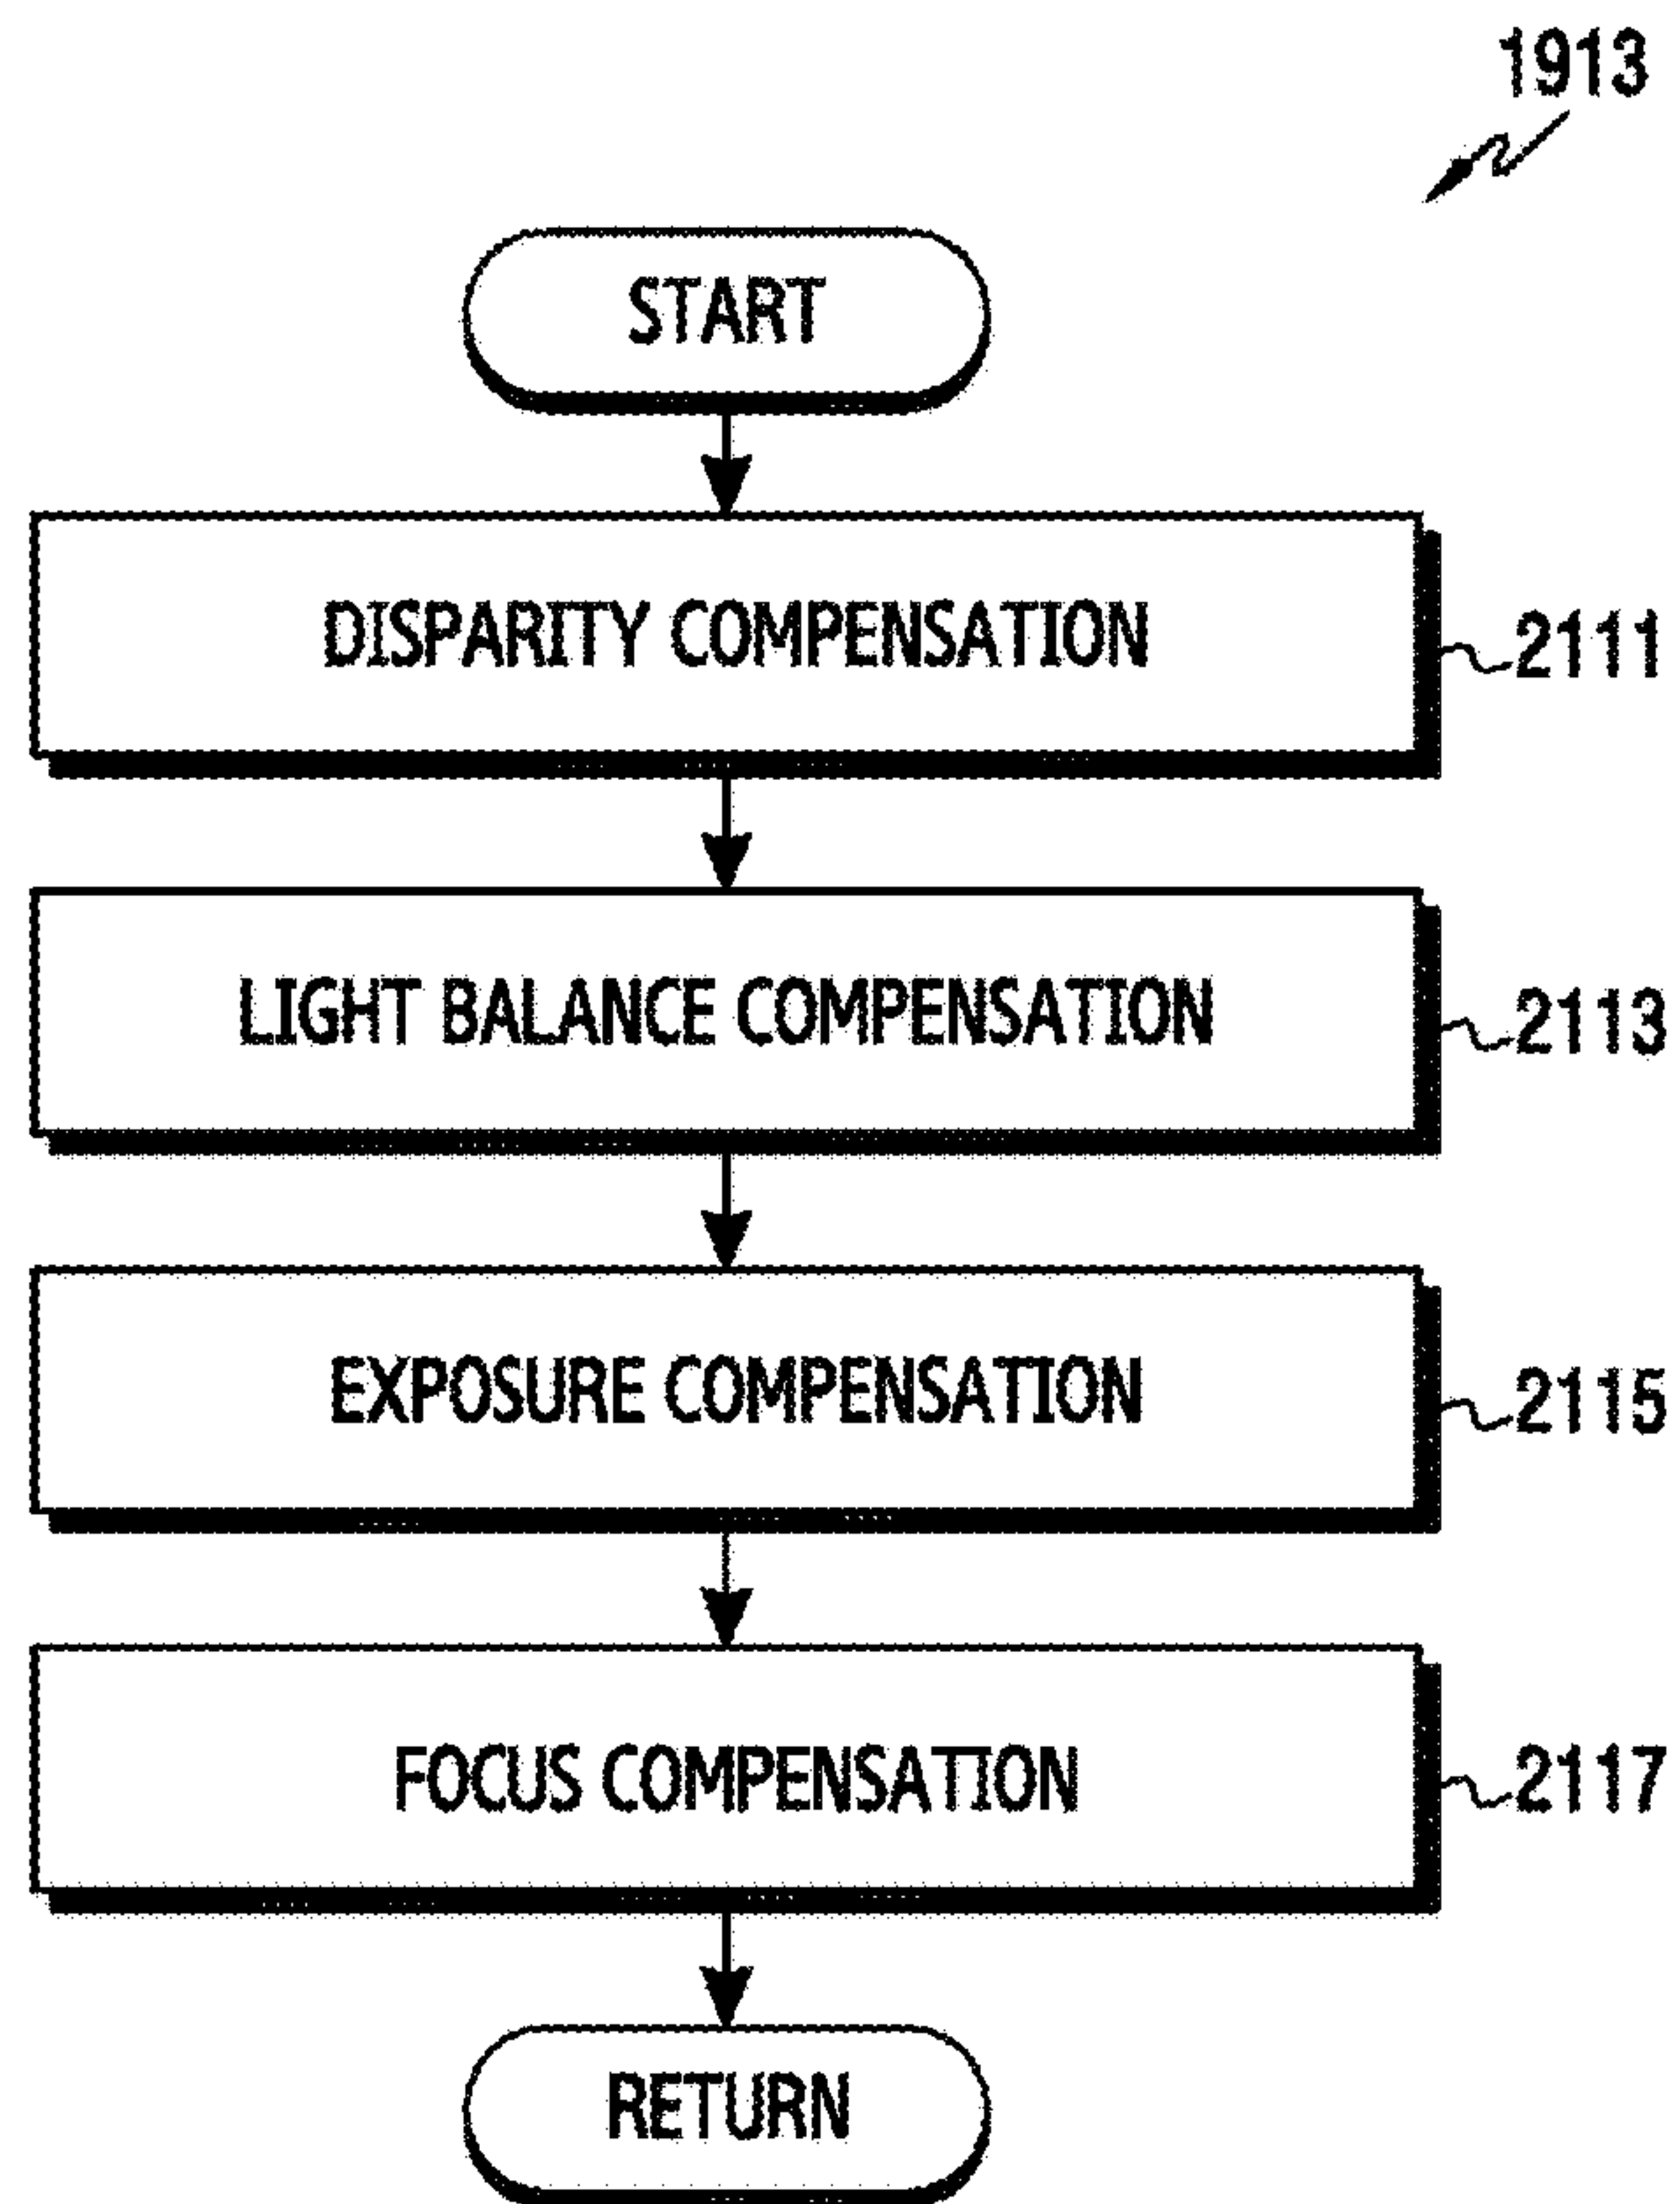 1913
START
DISPARITY COMPENSATION
2111
LIGHT BALANCE COMPENSATION
2113
EXPOSURE COMPENSATION
2115
FOCUS COMPENSATION
2117
RETURN